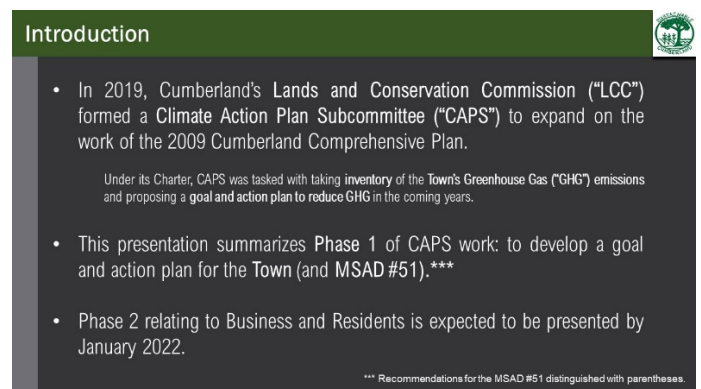 Introduction
SUSTAINABLE
CUMBERLAND
• In 2019, Cumberland's Lands and Conservation Commission ("LCC")
formed a Climate Action Plan Subcommittee ("CAPS") to expand on the
work of the 2009 Cumberland Comprehensive Plan.
Under its Charter, CAPS was tasked with taking inventory of the Town's Greenhouse Gas ("GHG") emissions
and proposing a goal and action plan to reduce GHG in the coming years.
• This presentation summarizes Phase 1 of CAPS work: to develop a goal
and action plan for the Town (and MSAD #51).***
• Phase 2 relating to Business and Residents is expected to be presented by
January 2022.
*** Recommendations for the MSAD #51 distinguished with parentheses.